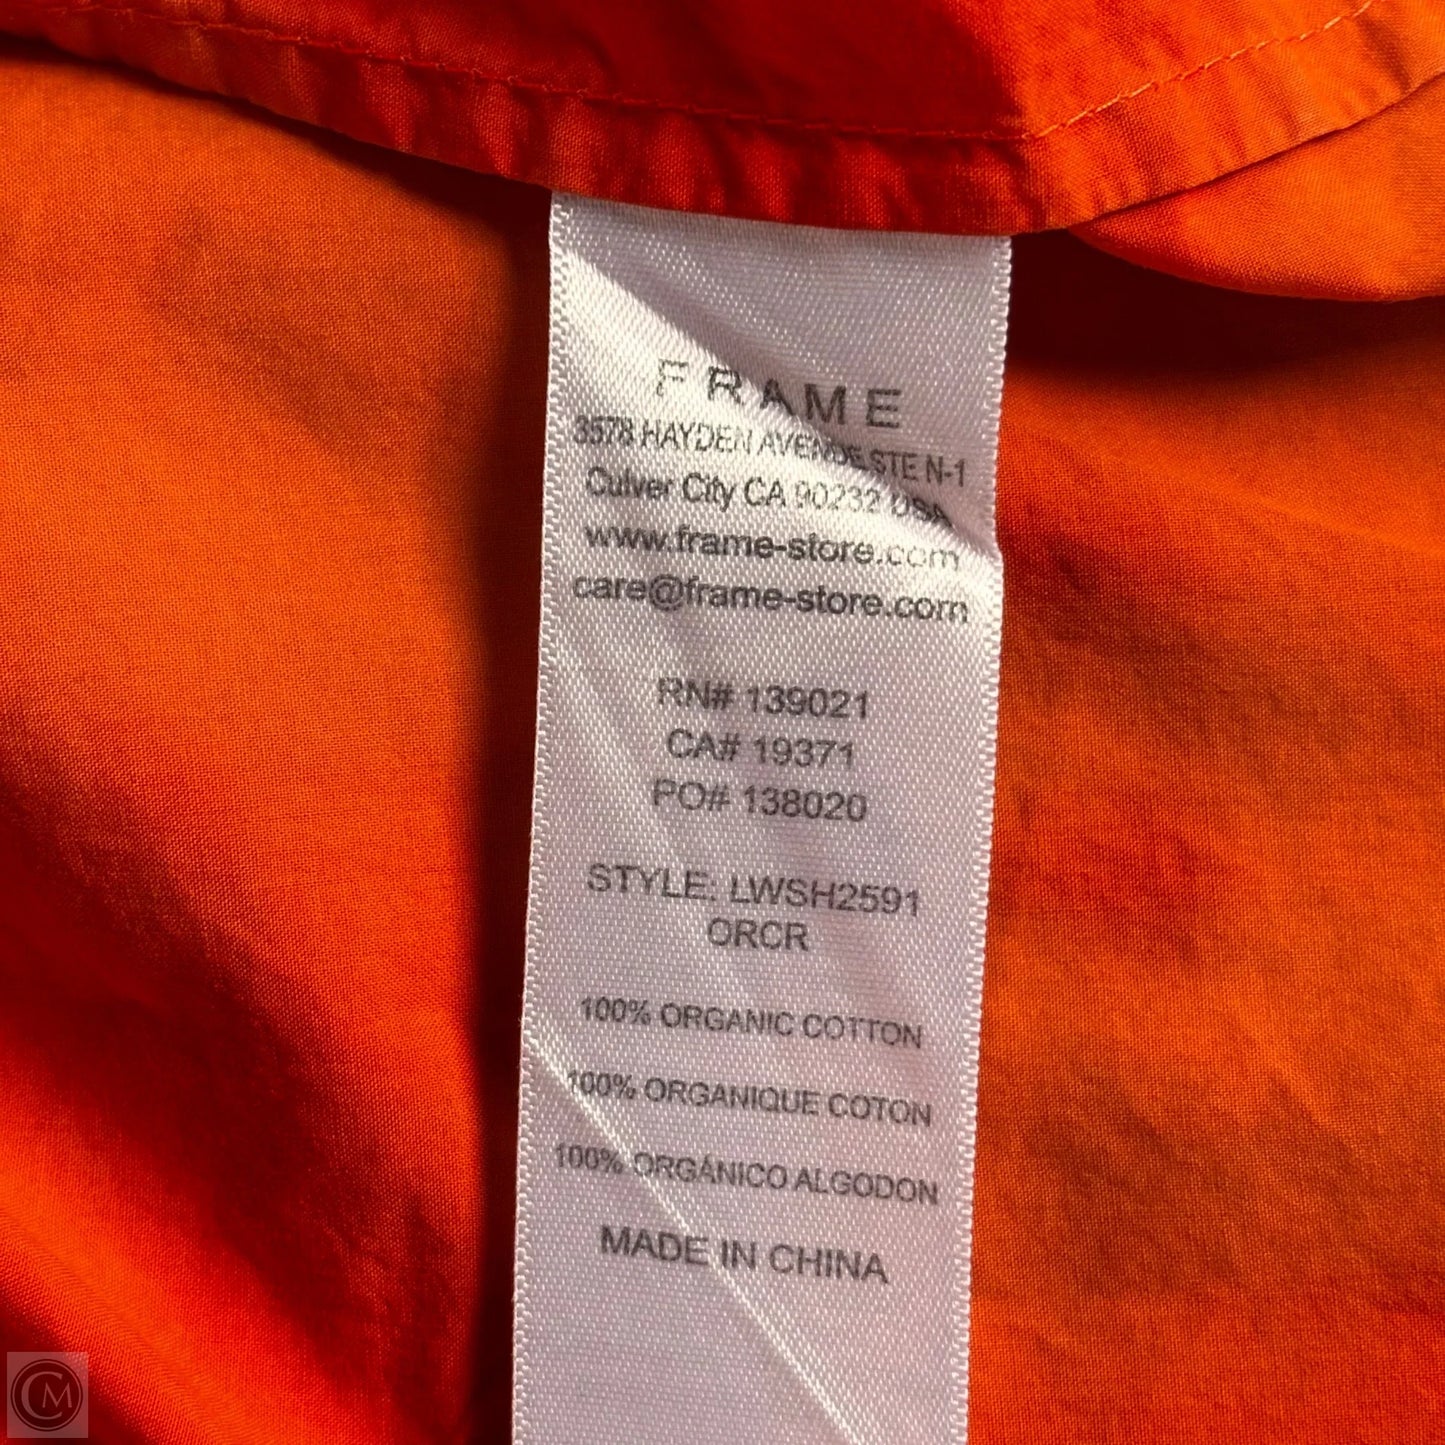 FRAME
3578 HAYDEN AVENUE STE N-1
Culver City CA 90232 USA
www.frame-store.com
care@frame-store.com
RN# 139021
CA# 19371
PO# 138020
STYLE: LWSH2591
ORCR
100% ORGANIC COTTON
100% ORGANIQUE COTON
100% ORGÁNICO ALGODON
MADE IN CHINA
CM